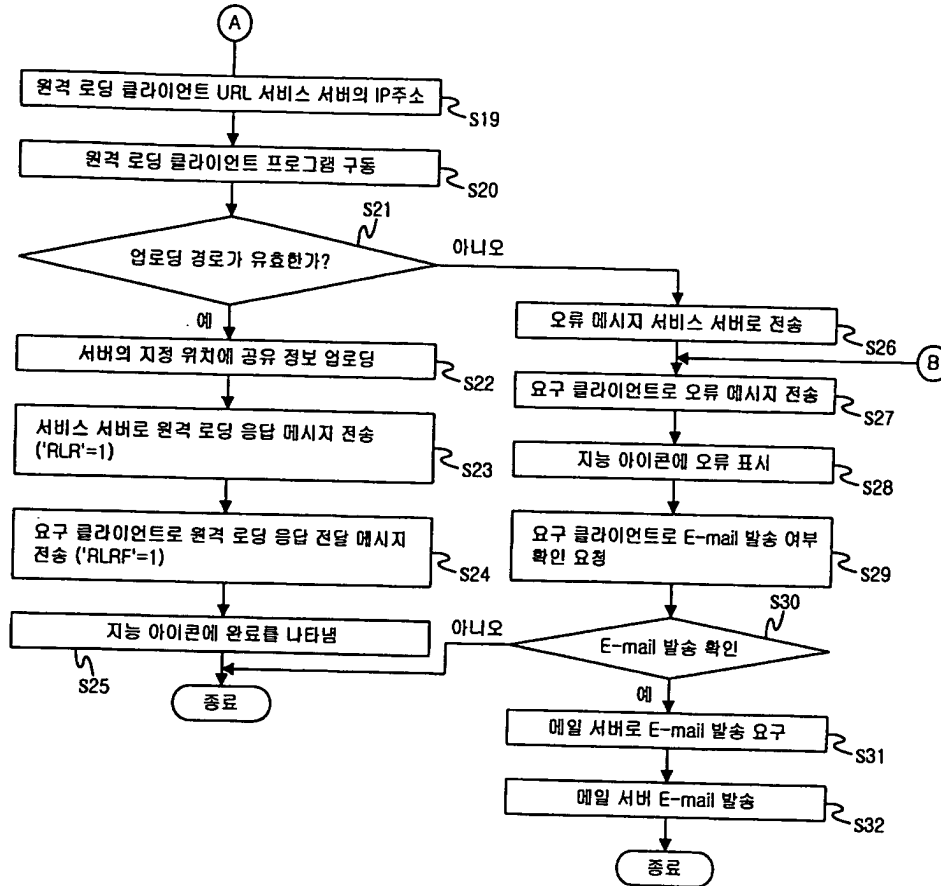 A
원격 로딩 클라이언트 URL 서비스 서버의 IP주소
S19
원격 로딩 클라이언트 프로그램 구동
S20
S21
업로딩 경로가 유효한가?
아니오
예
서버의 지정 위치에 공유 정보 업로딩
S22
서비스 서버로 원격 로딩 응답 메시지 전송
('RLR'=1)
S23
요구 클라이언트로 원격 로딩 응답 전달 메시지
전송 ('RLRF'=1)
S24
지능 아이콘에 완료를 나타냄
S25
종료
오류 메시지 서비스 서버로 전송
S26
B
요구 클라이언트로 오류 메시지 전송
S27
지능 아이콘에 오류 표시
S28
요구 클라이언트로 E-mail 발송 여부
확인 요청
S29
S30
아니오
E-mail 발송 확인
예
메일 서버로 E-mail 발송 요구
S31
메일 서버 E-mail 발송
S32
종료